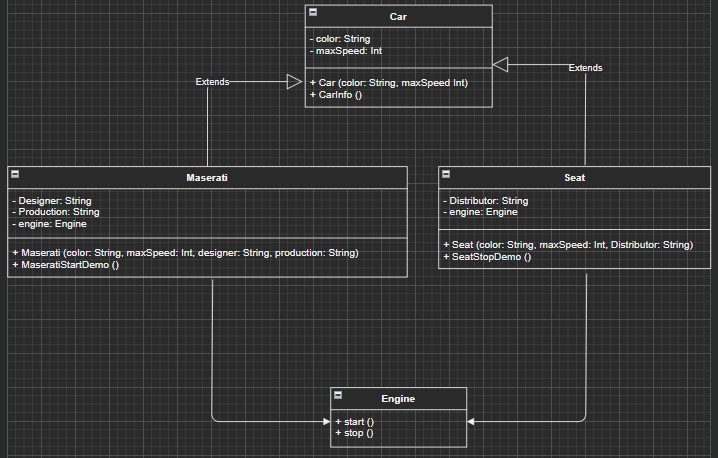 Car
- color: String
- maxSpeed: Int
+ Car (color: String, maxSpeed Int)
+ CarInfo ()
Extends
Extends
Maserati
- Designer: String
- Production: String
- engine: Engine
+ Maserati (color: String, maxSpeed: Int, designer: String, production: String)
+ MaseratiStartDemo ()
Seat
- Distributor: String
- engine: Engine
+ Seat (color: String, maxSpeed: Int, Distributor: String)
+ SeatStopDemo ()
Engine
+ start ()
+ stop ()